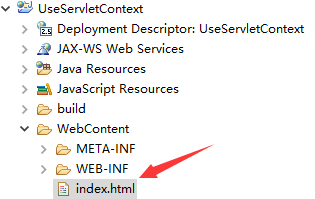 UseServletContext
Deployment Descriptor: UseServletContext
JAX-WS Web Services
Java Resources
JavaScript Resources
build
WebContent
META-INF
WEB-INF
index.html